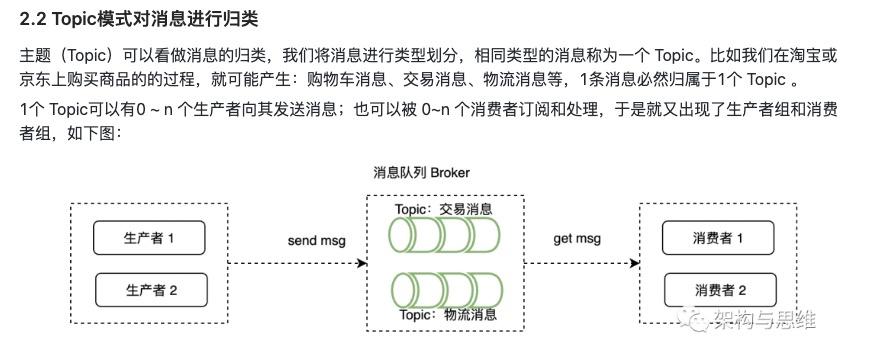 2.2 Topic模式对消息进行归类
主题（Topic）可以看做消息的归类，我们将消息进行类型划分，相同类型的消息称为一个 Topic。比如我们在淘宝或
京东上购买商品的的过程，就可能产生：购物车消息、交易消息、物流消息等，1条消息必然归属于1个 Topic 。
1个 Topic可以有0 ~ n 个生产者向其发送消息；也可以被 0~n 个消费者订阅和处理，于是就又出现了生产者组和消费
者组，如下图：
消息队列 Broker
Topic：交易消息
生产者 1
消费者 1
send msg
get msg
生产者 2
消费者 2
Topic：物流消息
架构与思维